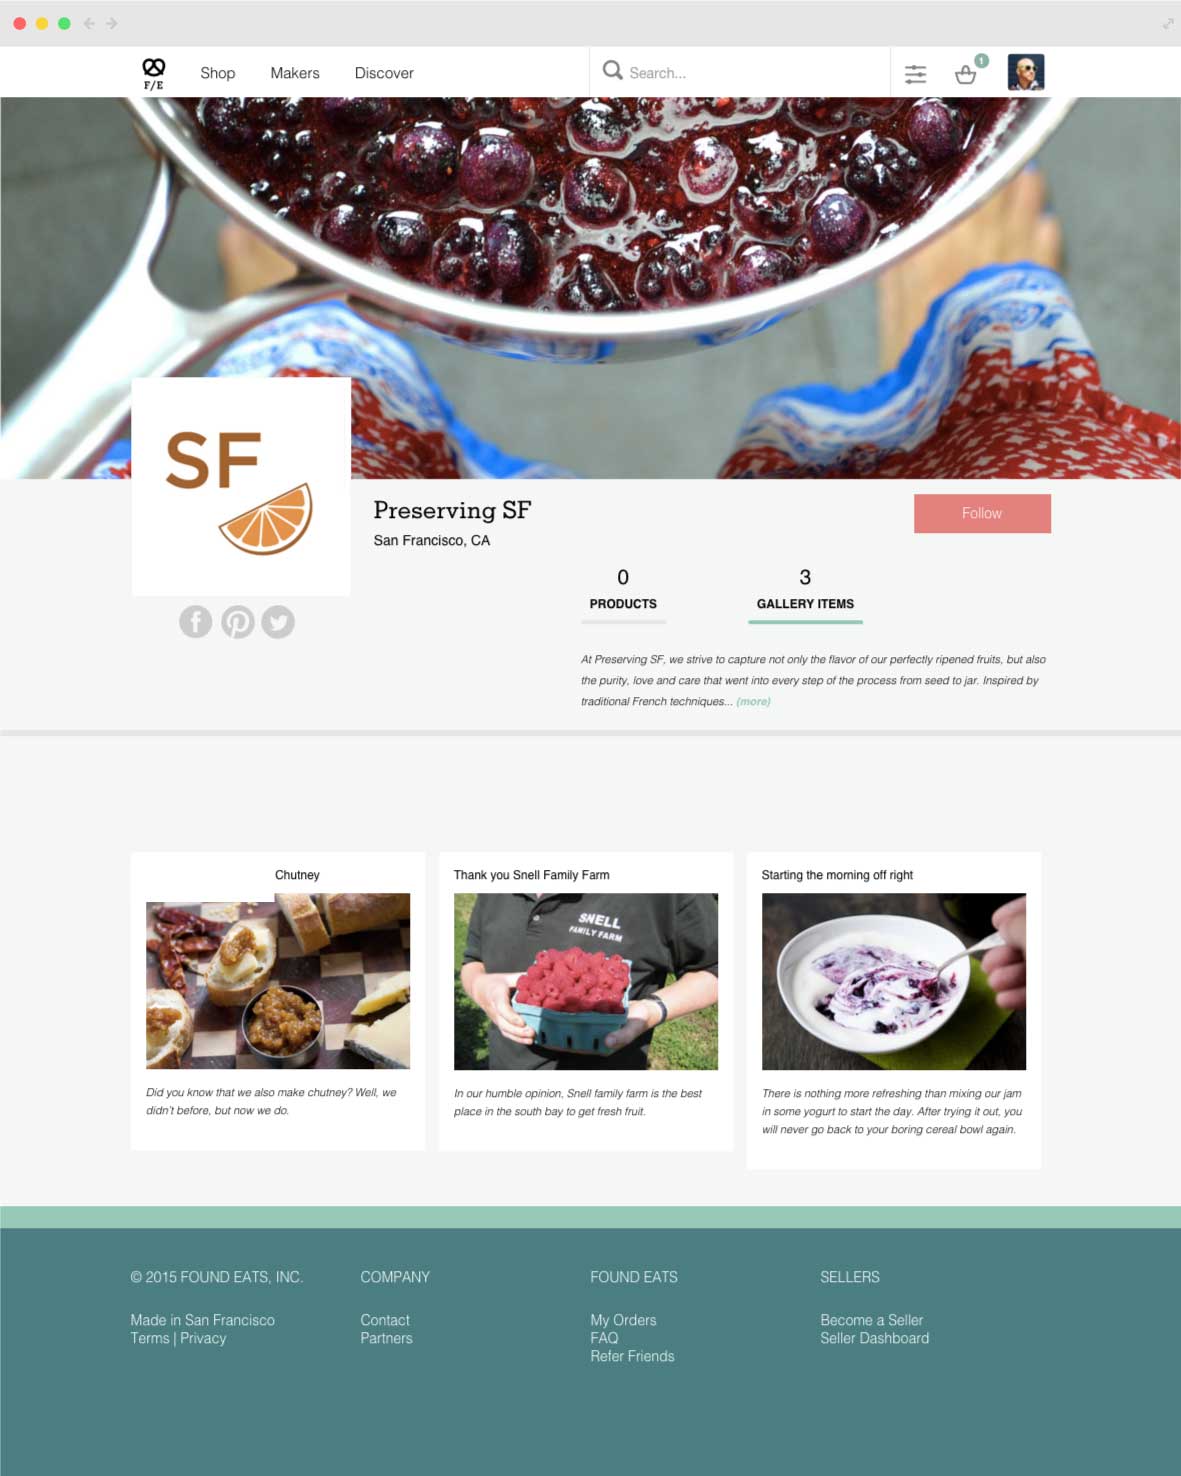 F/E
Shop
Makers
Discover
Search...
1
SF
Preserving SF
San Francisco, CA
Follow
0
PRODUCTS
3
GALLERY ITEMS
At Preserving SF, we strive to capture not only the flavor of our perfectly ripened fruits, but also
the purity, love and care that went into every step of the process from seed to jar. Inspired by
traditional French techniques... (more)
Chutney
Did you know that we also make chutney? Well, we
didn't before, but now we do.
Thank you Snell Family Farm
SNELL
FAMILY FARM
In our humble opinion, Snell family farm is the best
place in the south bay to get fresh fruit.
Starting the morning off right
There is nothing more refreshing than mixing our jam
in some yogurt to start the day. After trying it out, you
will never go back to your boring cereal bowl again.
© 2015 FOUND EATS, INC.
Made in San Francisco
Terms | Privacy
COMPANY
Contact
Partners
FOUND EATS
My Orders
FAQ
Refer Friends
SELLERS
Become a Seller
Seller Dashboard